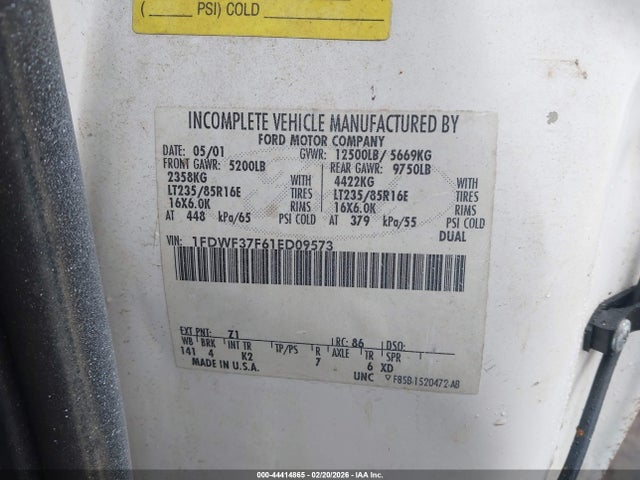 PSI) COLD
INCOMPLETE VEHICLE MANUFACTURED BY
FORD MOTOR COMPANY
DATE: 05/01 GVWR: 12500LB/ 5669KG
FRONT GAWR: 5200LB REAR GAWR: 9750LB
2358KG WITH 4422KG WITH
LT235/85R16E TIRES LT235/85R16E TIRES
16X6.0K RIMS 16X6.0K RIMS
AT 448 kPa/65 PSI COLD AT 379 kPa/55 PSI COLD
DUAL
VIN: 1FDWF37F61ED09573
EXT PNT: Z1 RC: 86 DSO:
WB BRK INT TR TP/PS R AXLE TR SPR
141 4 K2 7 6 XD
MADE IN U.S.A. UNC F85B-1520472-AB
000-44414865 - 02/20/2026 - IAA Inc.